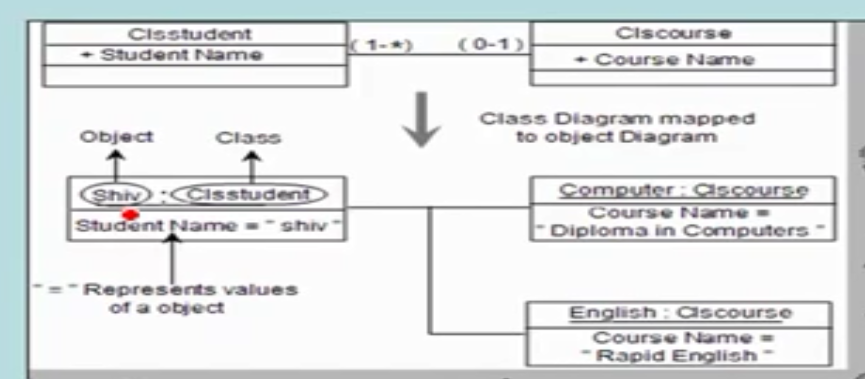 Clsstudent
+ Student Name
(1-*)
(0-1)
Clscourse
+ Course Name
Class Diagram mapped
to object Diagram
Object
Class
Shiv : Clsstudent
Student Name = " shiv "
" = " Represents values
of a object
Computer : Clscourse
Course Name =
" Diploma in Computers "
English : Clscourse
Course Name =
" Rapid English "